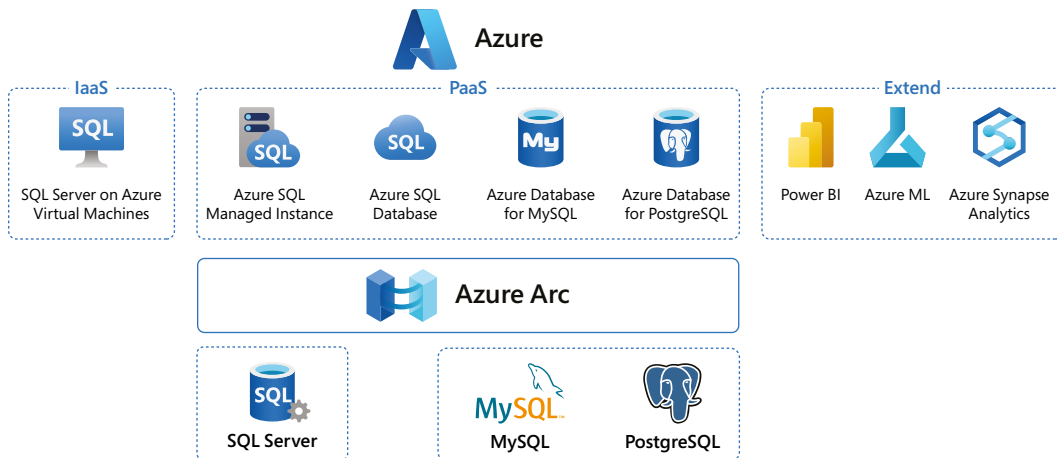 Azure
IaaS
PaaS
Extend
SQL
SQL
SQL
My
SQL Server on Azure
Virtual Machines
Azure SQL
Managed Instance
Azure SQL
Database
Azure Database
for MySQL
Azure Database
for PostgreSQL
Power BI
Azure ML
Azure Synapse
Analytics
Azure Arc
SQL
SQL Server
MySQL™
MySQL
PostgreSQL